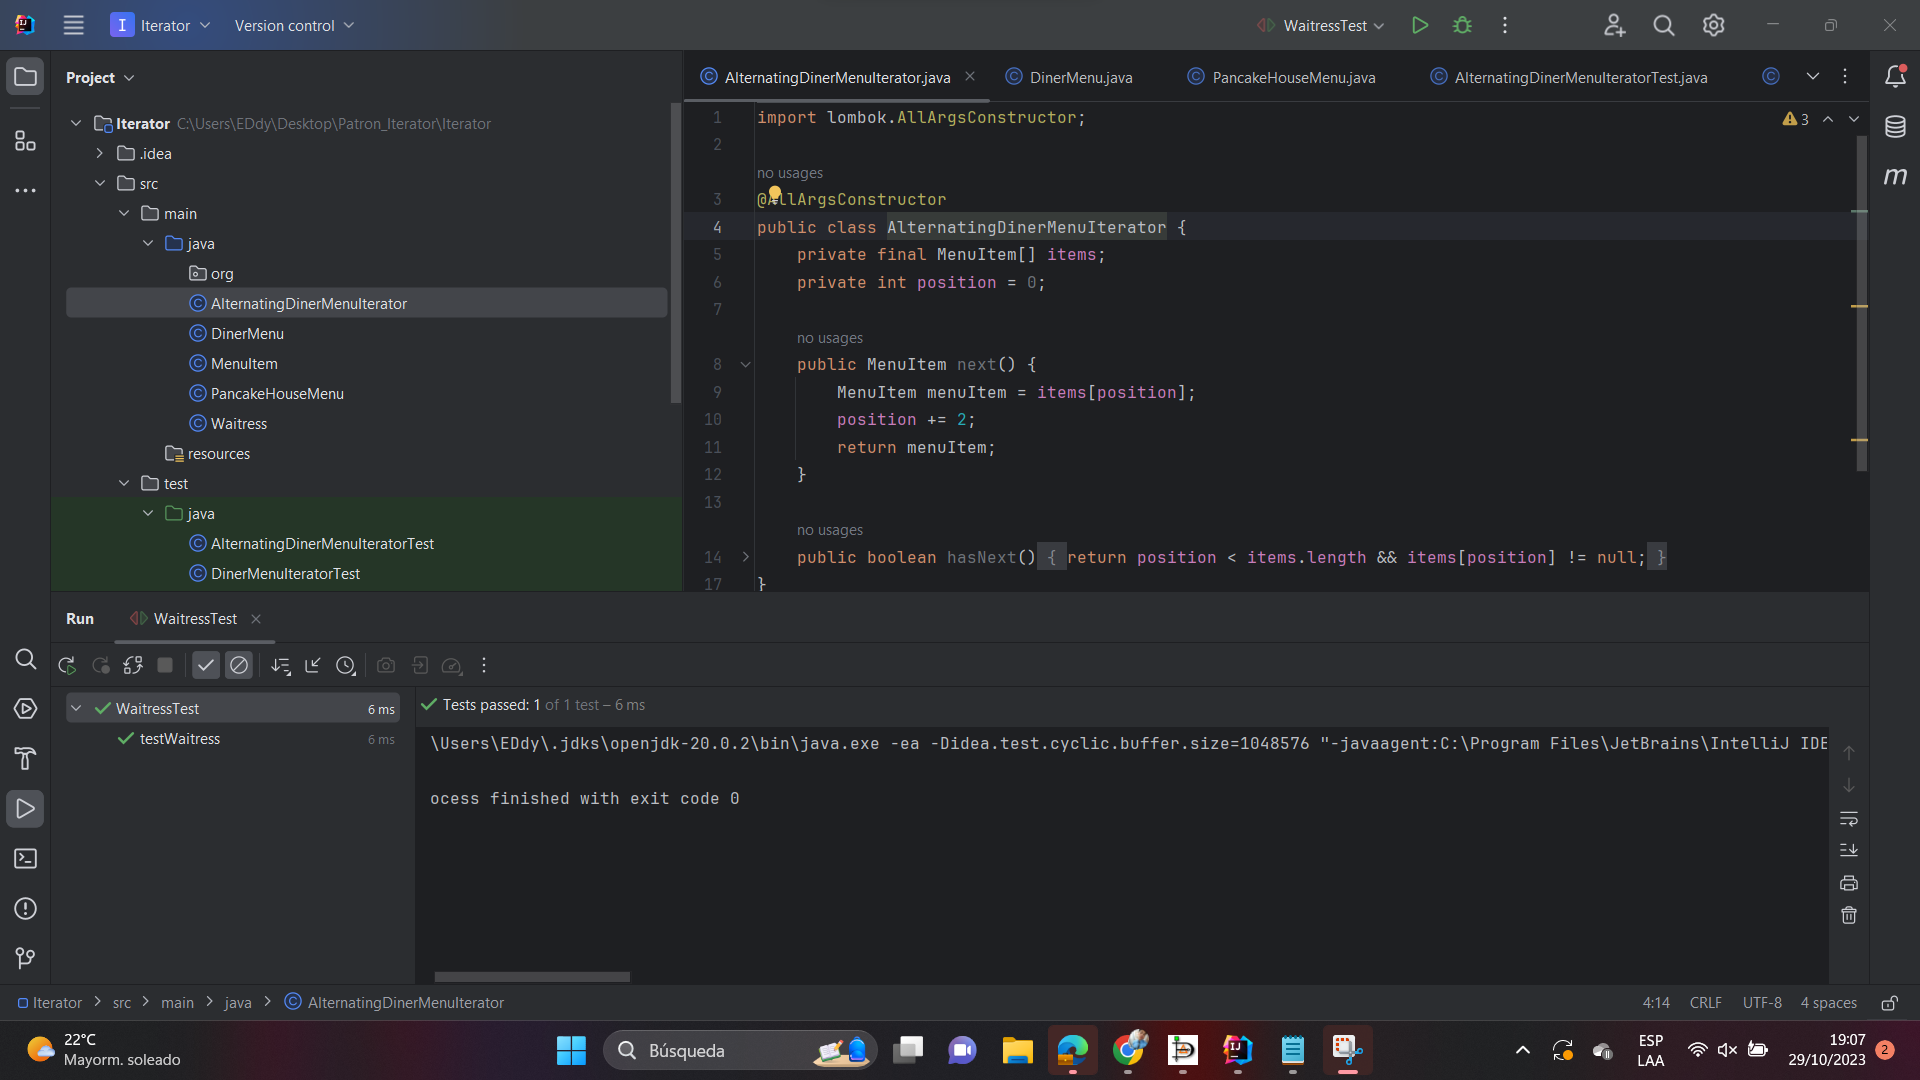 Iterator
Version control
WaitressTest
Project
AlternatingDinerMenuIterator.java
DinerMenu.java
PancakeHouseMenu.java
AlternatingDinerMenuIteratorTest.java
Iterator C:\Users\EDdy\Desktop\Patron_Iterator\Iterator
.idea
src
main
java
org
AlternatingDinerMenuIterator
DinerMenu
MenuItem
PancakeHouseMenu
Waitress
resources
test
java
AlternatingDinerMenuIteratorTest
DinerMenuIteratorTest
3
1 import lombok.AllArgsConstructor;
2
no usages
3 @AllArgsConstructor
4 public class AlternatingDinerMenuIterator {
5 private final MenuItem[] items;
6 private int position = 0;
7
no usages
8 public MenuItem next() {
9 MenuItem menuItem = items[position];
10 position += 2;
11 return menuItem;
12 }
13
no usages
14 public boolean hasNext() { return position < items.length && items[position] != null; }
17 }
Run
WaitressTest
WaitressTest 6 ms
testWaitress 6 ms
Tests passed: 1 of 1 test – 6 ms
\Users\EDdy\.jdks\openjdk-20.0.2\bin\java.exe -ea -Didea.test.cyclic.buffer.size=1048576 "-javaagent:C:\Program Files\JetBrains\IntelliJ IDE
ocess finished with exit code 0
Iterator > src > main > java > AlternatingDinerMenuIterator
4:14 CRLF UTF-8 4 spaces
22°C
Mayorm. soleado
Búsqueda
ESP
LAA
19:07
29/10/2023
2